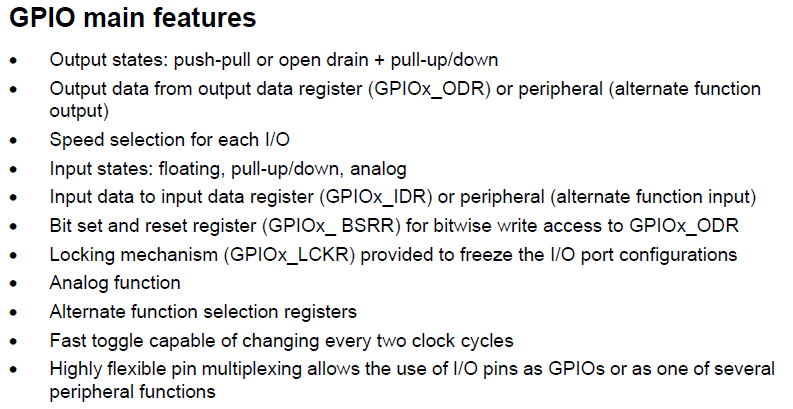 GPIO main features
• Output states: push-pull or open drain + pull-up/down
• Output data from output data register (GPIOx_ODR) or peripheral (alternate function
output)
• Speed selection for each I/O
• Input states: floating, pull-up/down, analog
• Input data to input data register (GPIOx_IDR) or peripheral (alternate function input)
• Bit set and reset register (GPIOx_ BSRR) for bitwise write access to GPIOx_ODR
• Locking mechanism (GPIOx_LCKR) provided to freeze the I/O port configurations
• Analog function
• Alternate function selection registers
• Fast toggle capable of changing every two clock cycles
• Highly flexible pin multiplexing allows the use of I/O pins as GPIOs or as one of several
peripheral functions